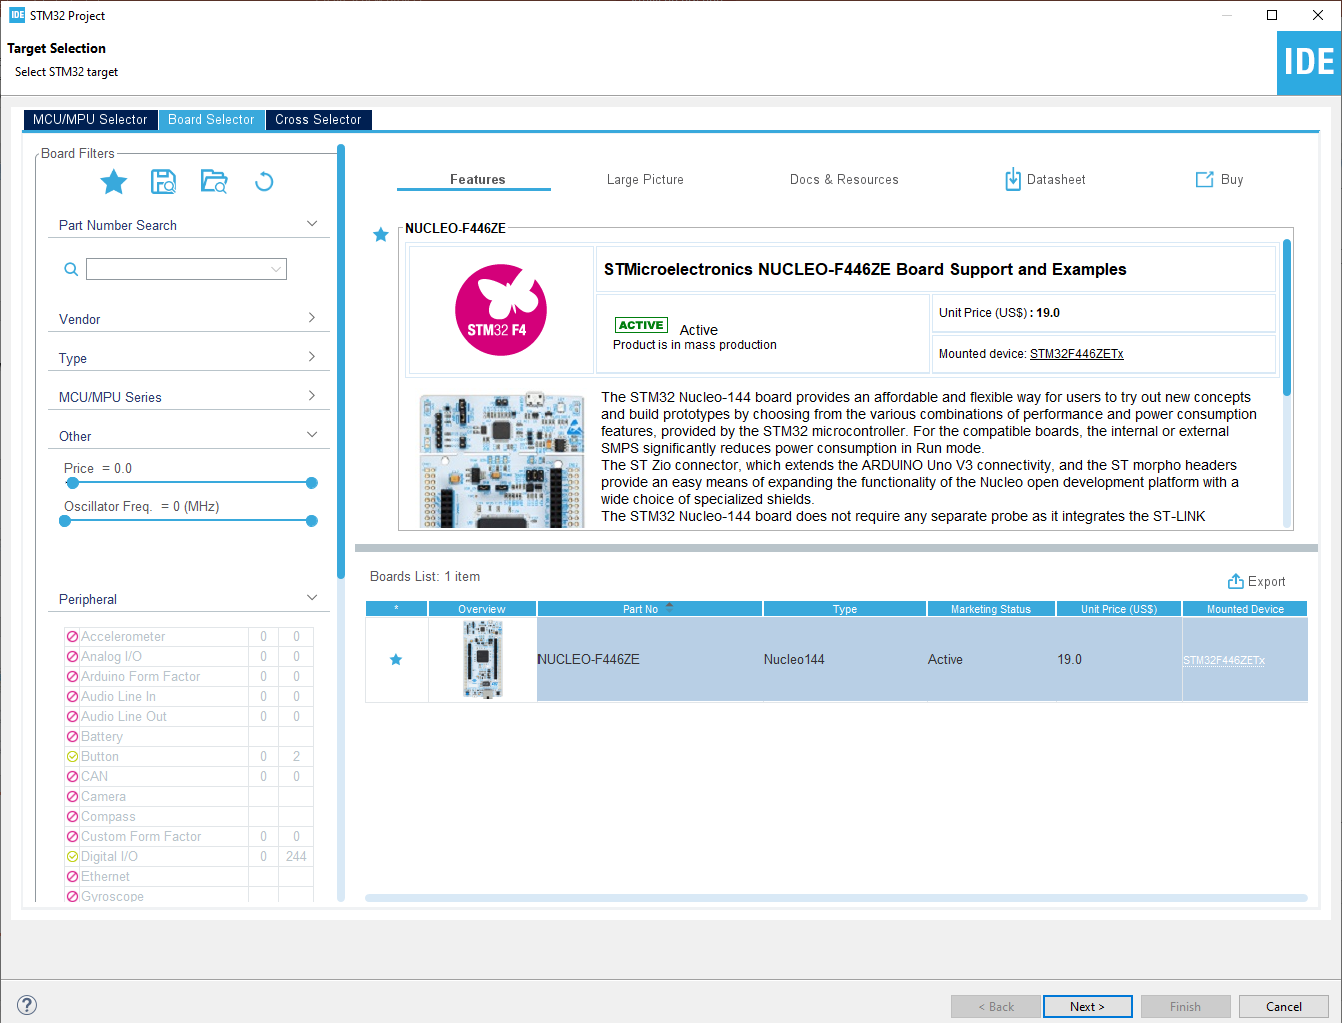 IDE STM32 Project
Target Selection
Select STM32 target
IDE
MCU/MPU Selector
Board Selector
Cross Selector
Board Filters
Part Number Search
Vendor
Type
MCU/MPU Series
Other
Price = 0.0
Oscillator Freq. = 0 (MHz)
Peripheral
Accelerometer 0 0
Analog I/O 0 0
Arduino Form Factor 0 0
Audio Line In 0 0
Audio Line Out 0 0
Battery
Button 0 2
CAN 0 0
Camera
Compass
Custom Form Factor 0 0
Digital I/O 0 244
Ethernet
Gyroscope
Features
Large Picture
Docs & Resources
Datasheet
Buy
NUCLEO-F446ZE
STM32 F4
STMicroelectronics NUCLEO-F446ZE Board Support and Examples
ACTIVE Active
Product is in mass production
Unit Price (US$) : 19.0
Mounted device: STM32F446ZETx
The STM32 Nucleo-144 board provides an affordable and flexible way for users to try out new concepts
and build prototypes by choosing from the various combinations of performance and power consumption
features, provided by the STM32 microcontroller. For the compatible boards, the internal or external
SMPS significantly reduces power consumption in Run mode.
The ST Zio connector, which extends the ARDUINO Uno V3 connectivity, and the ST morpho headers
provide an easy means of expanding the functionality of the Nucleo open development platform with a
wide choice of specialized shields.
The STM32 Nucleo-144 board does not require any separate probe as it integrates the ST-LINK
Boards List: 1 item
Export
* Overview Part No Type Marketing Status Unit Price (US$) Mounted Device
NUCLEO-F446ZE Nucleo144 Active 19.0 STM32F446ZETx
?
< Back
Next >
Finish
Cancel